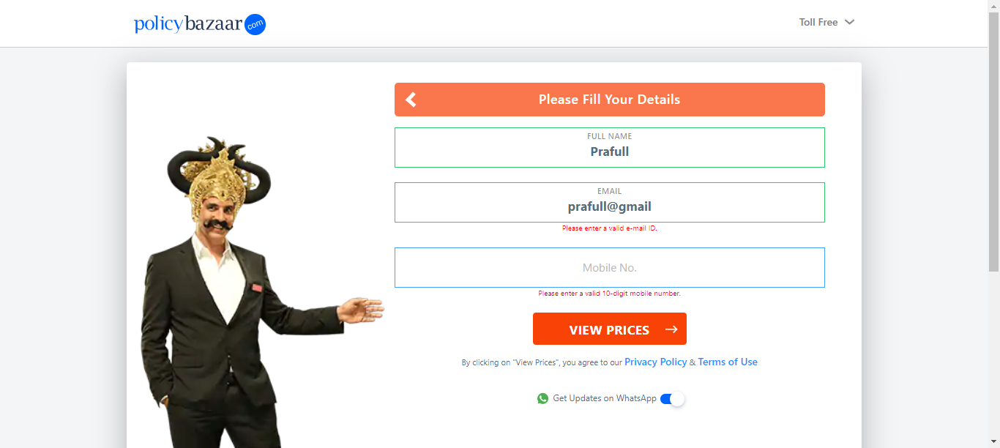 policybazaar.com
Toll Free
Please Fill Your Details
FULL NAME
Prafull
EMAIL
prafull@gmail
Please enter a valid e-mail ID.
Mobile No.
Please enter a valid 10-digit mobile number.
VIEW PRICES
By clicking on "View Prices", you agree to our Privacy Policy & Terms of Use
Get Updates on WhatsApp